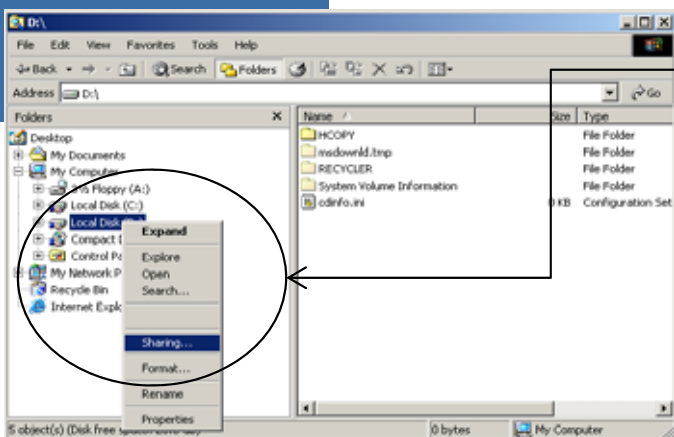 D:\
File Edit View Favorites Tools Help
Back Search Folders
Address D:\ Go
Folders
Desktop
My Documents
My Computer
3½ Floppy (A:)
Local Disk (C:)
Local Disk
Compact
Control
My Network
Recycle Bin
Internet
Expand
Explore
Open
Search...
Sharing...
Format...
Rename
Properties
Name Size Type
HCOPY File Folder
msdownld.tmp File Folder
RECYCLER File Folder
System Volume Information File Folder
cdinfo.ini 0 KB Configuration Set
5 object(s) (Disk free 0 bytes My Computer